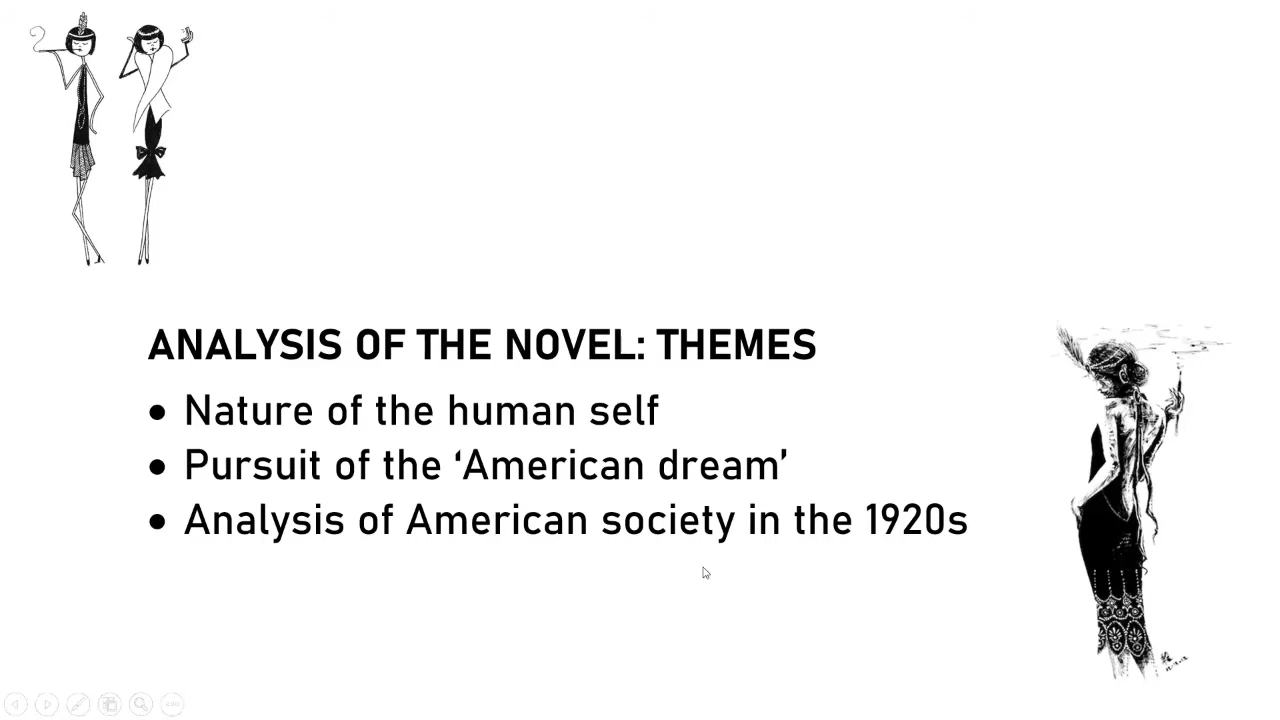 ANALYSIS OF THE NOVEL: THEMES
• Nature of the human self
• Pursuit of the ‘American dream’
• Analysis of American society in the 1920s